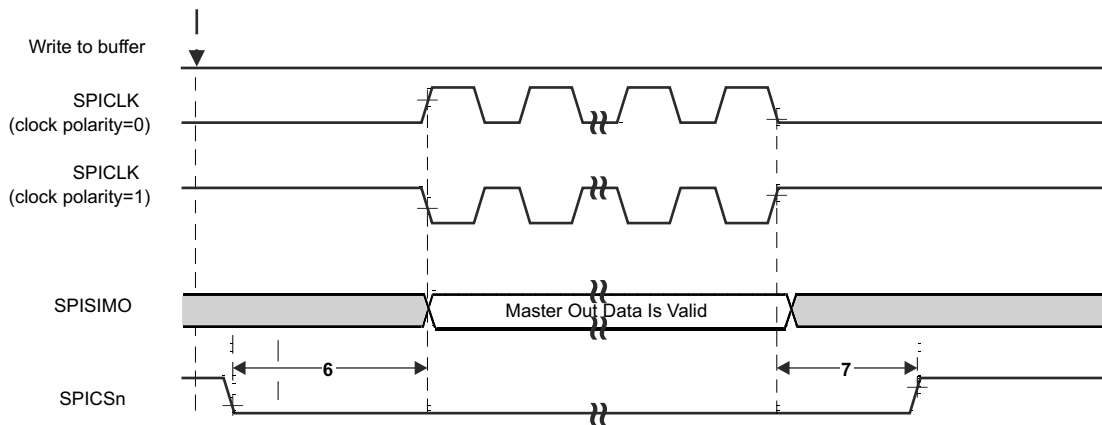 Write to buffer
SPICLK
(clock polarity=0)
SPICLK
(clock polarity=1)
SPISIMO
Master Out Data Is Valid
6
7
SPICSn